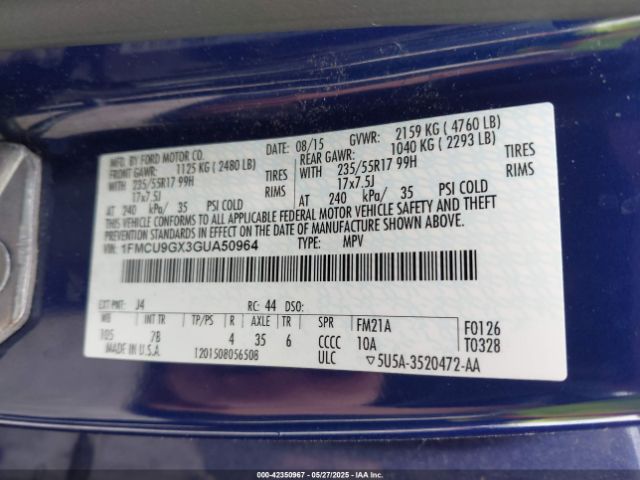 MFD. BY FORD MOTOR CO.
DATE: 08/15 GVWR: 2159 KG ( 4760 LB)
FRONT GAWR: 1125 KG ( 2480 LB) REAR GAWR: 1040 KG ( 2293 LB)
WITH 235/55R17 99H TIRES WITH 235/55R17 99H TIRES
17x7.5J RIMS 17x7.5J RIMS
AT 240 kPa/ 35 PSI COLD AT 240 kPa/ 35 PSI COLD
THIS VEHICLE CONFORMS TO ALL APPLICABLE FEDERAL MOTOR VEHICLE SAFETY AND THEFT
PREVENTION STANDARDS IN EFFECT ON THE DATE OF MANUFACTURE SHOWN ABOVE.
VIN: 1FMCU9GX3GUA50964 TYPE: MPV
EXT PNT: J4 RC: 44 DSO:
WB INT TR TP/PS R AXLE TR SPR FM21A F0126
105 7B 4 35 6 CCCC 10A T0328
MADE IN U.S.A. 1201508056508 ULC ▽5U5A-3520472-AA
000-42350967 - 05/27/2025 - IAAI.COM